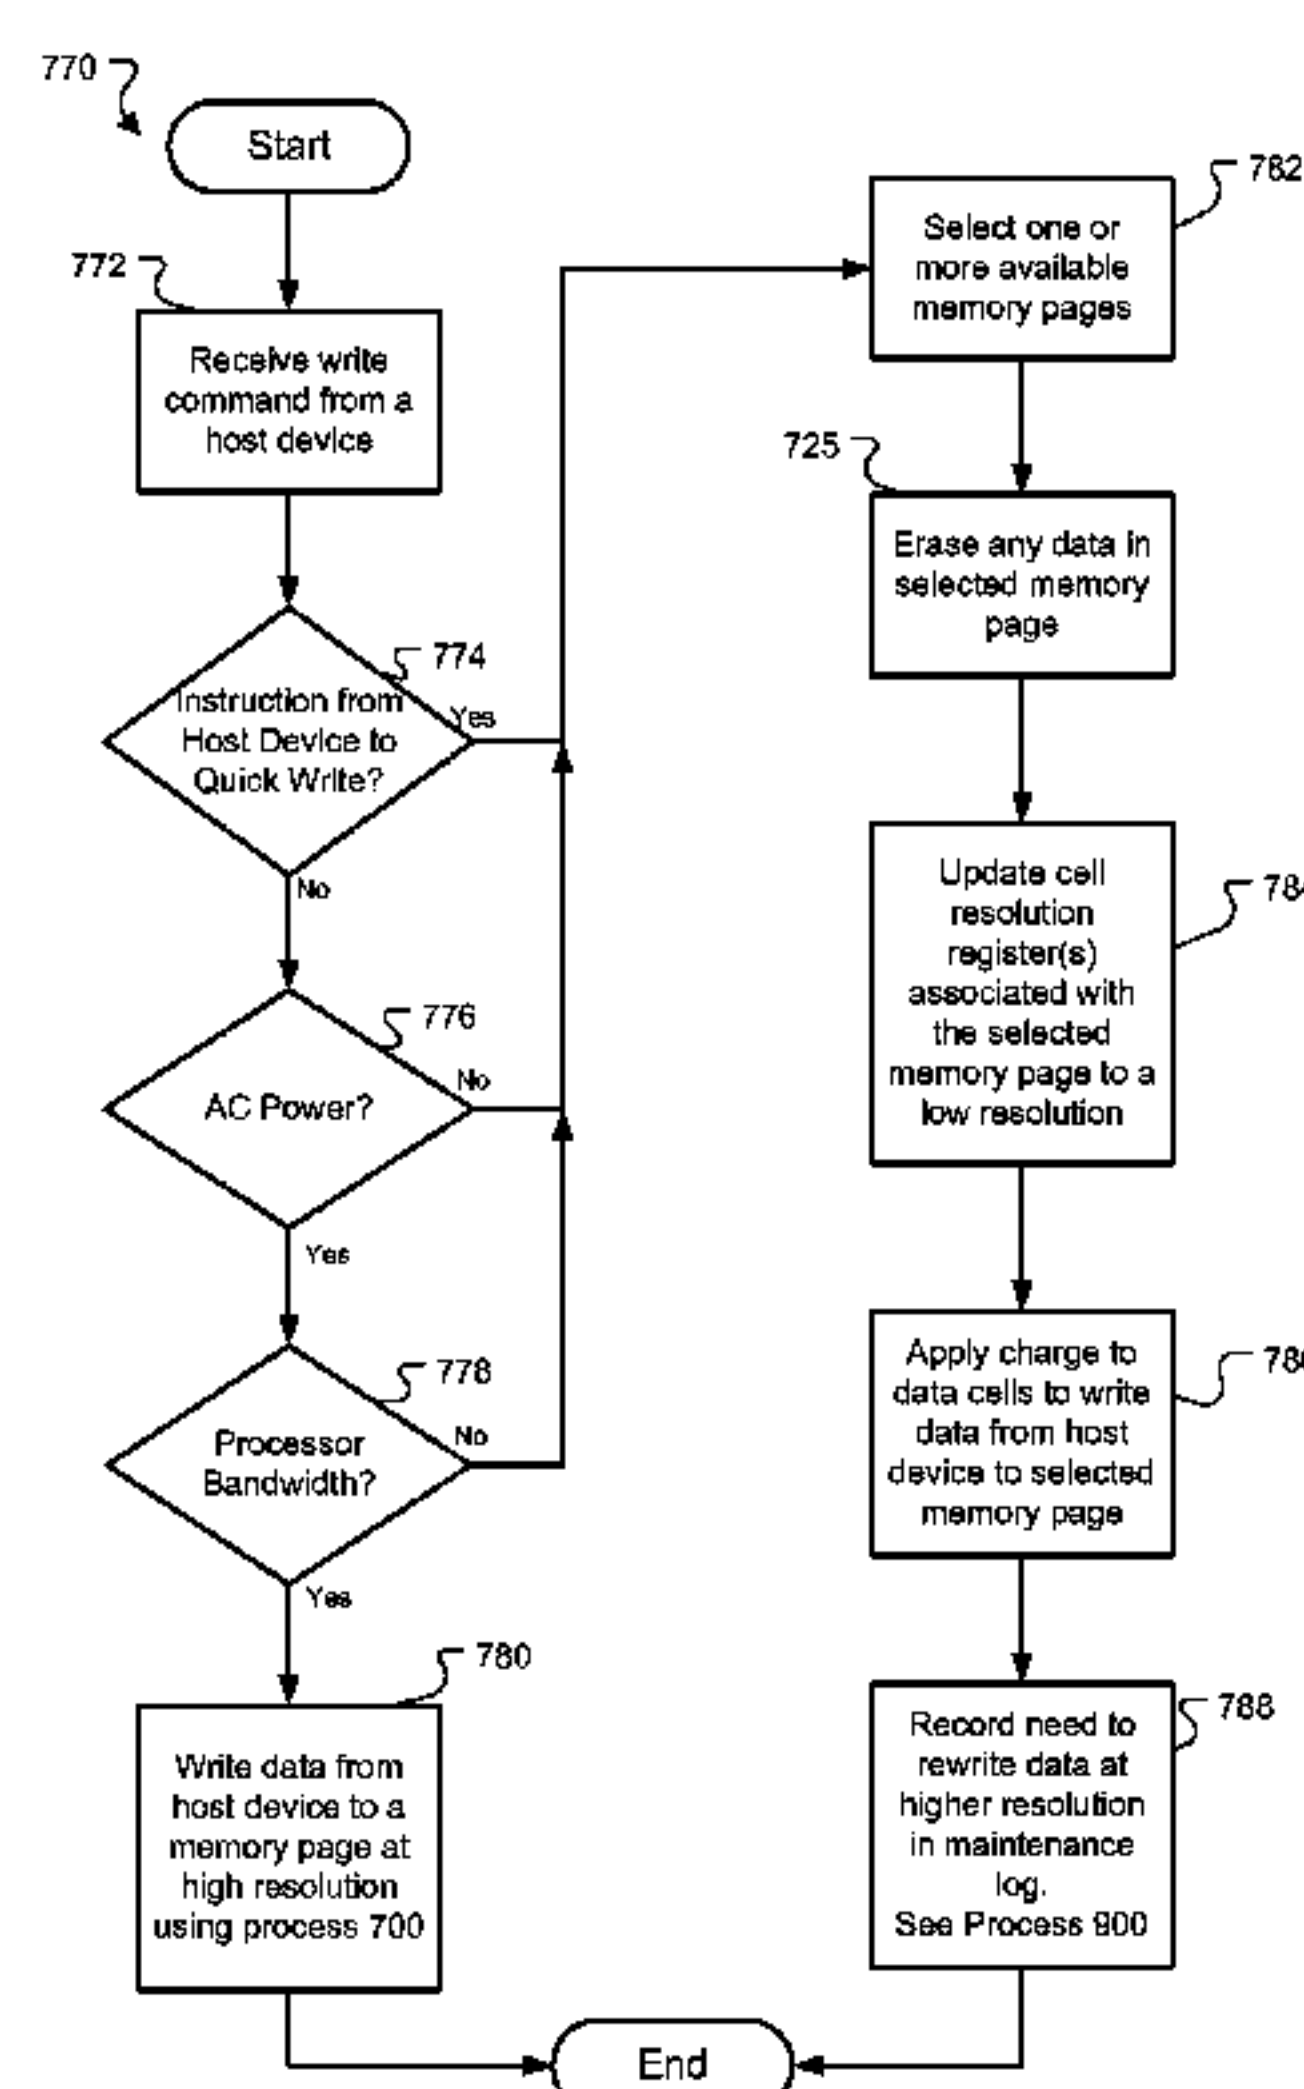 770
Start
772
Receive write
command from a
host device
774
Instruction from
Host Device to
Quick Write?
Yes
No
776
AC Power?
No
Yes
778
Processor
Bandwidth?
No
Yes
780
Write data from
host device to a
memory page at
high resolution
using process 700
782
Select one or
more available
memory pages
725
Erase any data in
selected memory
page
Update cell
resolution
register(s)
associated with
the selected
memory page to a
low resolution
Apply charge to
data cells to write
data from host
device to selected
memory page
788
Record need to
rewrite data at
higher resolution
in maintenance
log.
See Process 900
End